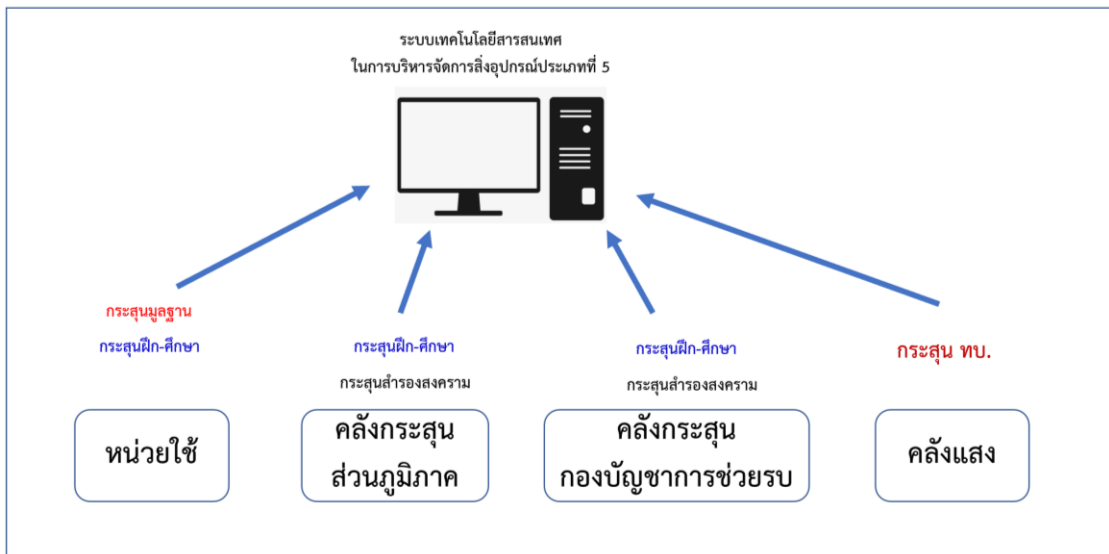 ระบบเทคโนโลยีสารสนเทศ
ในการบริหารจัดการสิ่งอุปกรณ์ประเภทที่ 5
กระสุนมูลฐาน
กระสุนฝึก-ศึกษา
หน่วยใช้
กระสุนฝึก-ศึกษา
กระสุนสำรองสงคราม
คลังกระสุน
ส่วนภูมิภาค
กระสุนฝึก-ศึกษา
กระสุนสำรองสงคราม
คลังกระสุน
กองบัญชาการช่วยรบ
กระสุน ทบ.
คลังแสง